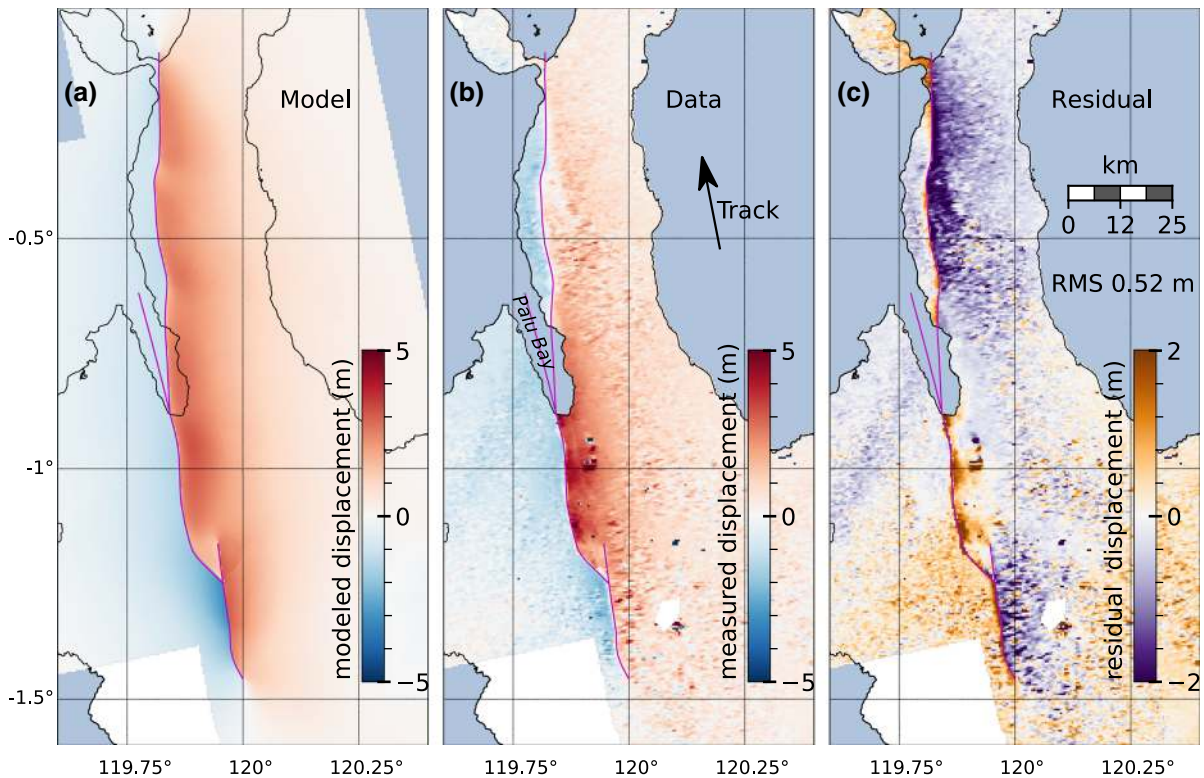 (a)
Model
(b)
Data
(c)
Residual
km
0 12 25
Track
RMS 0.52 m
Palu Bay
-0.5°
-1°
-1.5°
5
0
−5
modeled displacement (m)
5
0
−5
measured displacement (m)
2
0
−2
residual displacement (m)
119.75° 120° 120.25°
119.75° 120° 120.25°
119.75° 120° 120.25°